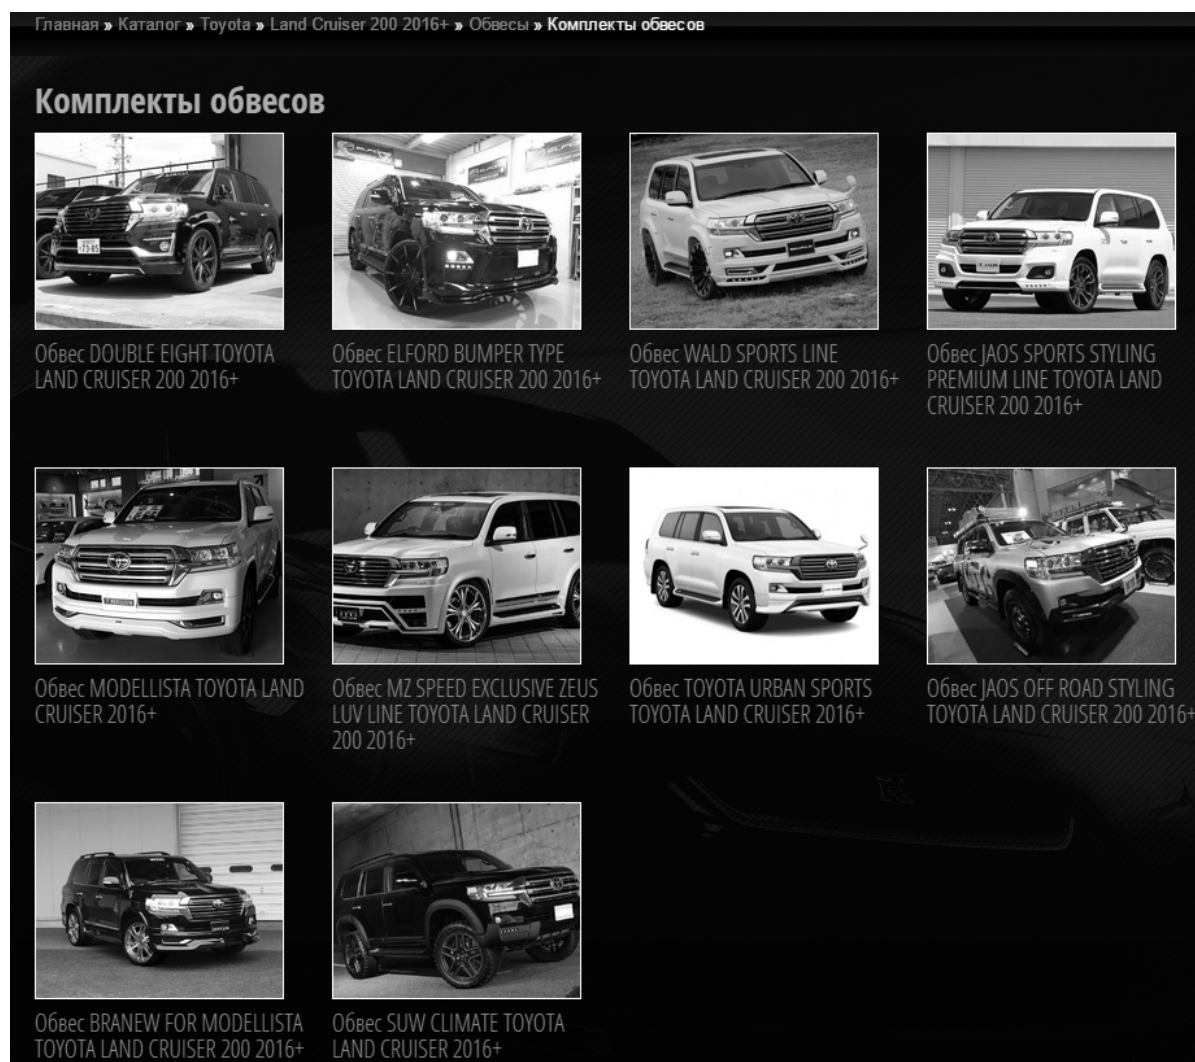 Главная » Каталог » Toyota » Land Cruiser 200 2016+ » Обвесы » Комплекты обвесов
Комплекты обвесов
Обвес DOUBLE EIGHT TOYOTA
LAND CRUISER 200 2016+
Обвес ELFORD BUMPER TYPE
TOYOTA LAND CRUISER 200 2016+
Обвес WALD SPORTS LINE
TOYOTA LAND CRUISER 200 2016+
Обвес JAOS SPORTS STYLING
PREMIUM LINE TOYOTA LAND
CRUISER 200 2016+
Обвес MODELLISTA TOYOTA LAND
CRUISER 2016+
Обвес MZ SPEED EXCLUSIVE ZEUS
LUV LINE TOYOTA LAND CRUISER
200 2016+
Обвес TOYOTA URBAN SPORTS
TOYOTA LAND CRUISER 2016+
Обвес JAOS OFF ROAD STYLING
TOYOTA LAND CRUISER 200 2016+
Обвес BRANEW FOR MODELLISTA
TOYOTA LAND CRUISER 200 2016+
Обвес SUW CLIMATE TOYOTA
LAND CRUISER 2016+